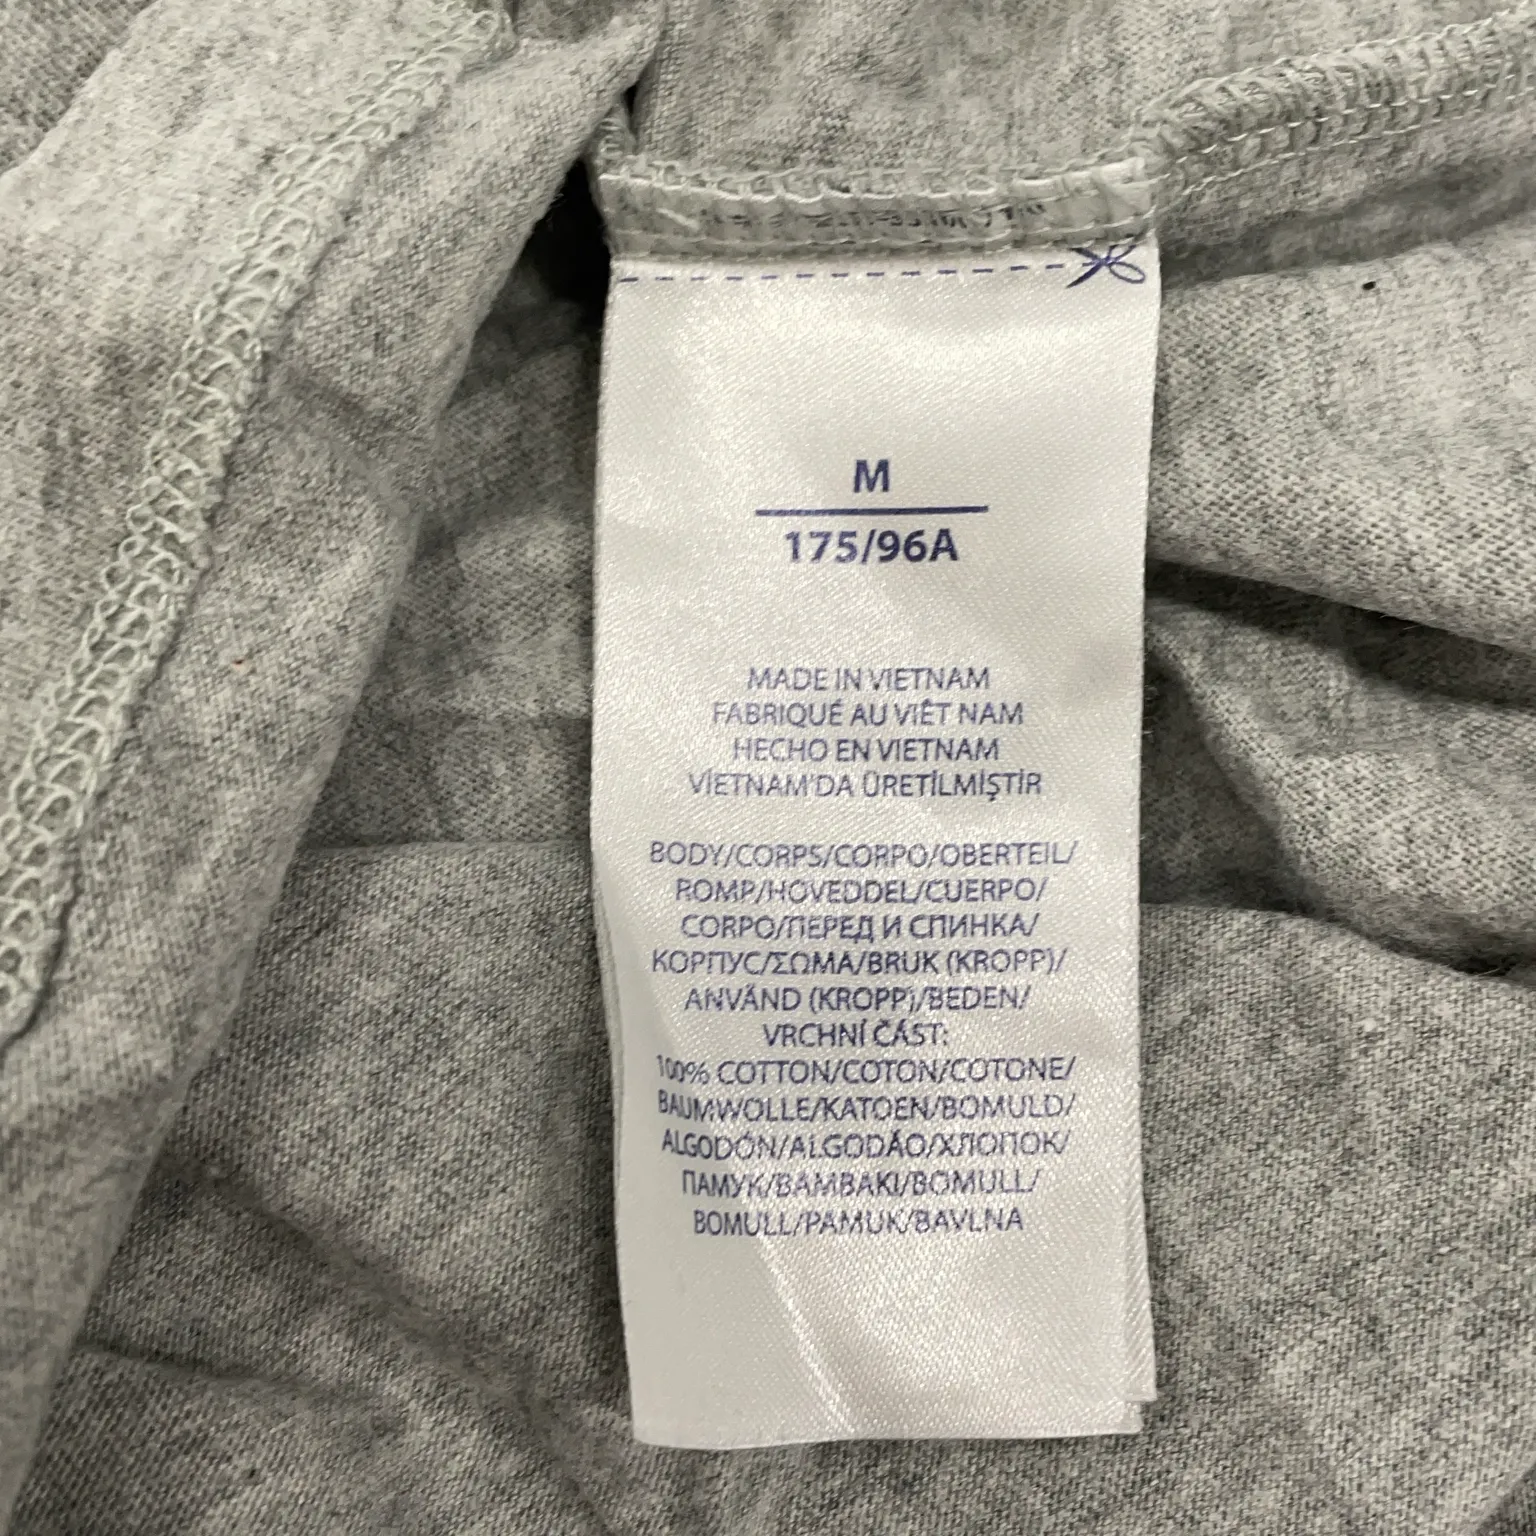 M
175/96A
MADE IN VIETNAM
FABRIQUÉ AU VIÊT NAM
HECHO EN VIETNAM
VİETNAM'DA ÜRETİLMİŞTİR
BODY/CORPS/CORPO/OBERTEIL/
ROMP/HOVEDDEL/CUERPO/
CORPO/ПЕРЕД И СПИНКА/
КОРПУС/ΣΩΜΑ/BRUK (KROPP)/
ANVÄND (KROPP)/BEDEN/
VRCHNÍ ČÁST:
100% COTTON/COTON/COTONE/
BAUMWOLLE/KATOEN/BOMULD/
ALGODÓN/ALGODÃO/ХЛОПОК/
ПАМУК/ΒΑΜΒΑΚΙ/BOMULL/
BOMULL/PAMUK/BAVLNA